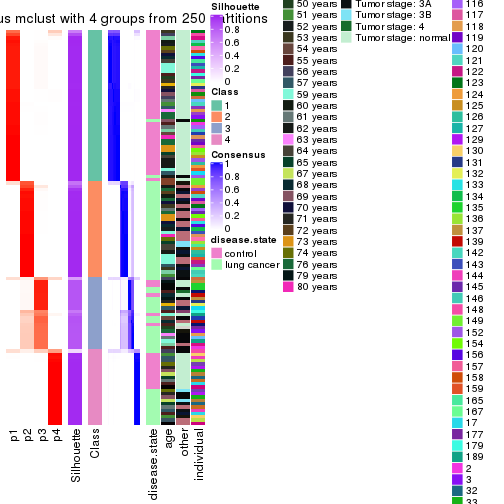 us mclust with 4 groups from 250 partitions
Silhouette
1
0.8
0.6
0.4
0.2
0
Class
1
2
3
4
Consensus
1
0.8
0.6
0.4
0.2
0
disease.state
control
lung cancer
50 years
51 years
52 years
53 years
54 years
55 years
56 years
57 years
59 years
60 years
61 years
62 years
63 years
64 years
65 years
67 years
68 years
69 years
70 years
71 years
72 years
73 years
74 years
76 years
79 years
80 years
Tumor stage: 3A
Tumor stage: 3B
Tumor stage: 4
Tumor stage: normal
116
117
118
119
120
121
122
123
124
125
126
127
129
130
131
132
133
134
135
136
137
139
142
143
144
145
146
148
149
152
154
156
157
158
159
165
167
17
177
179
189
2
3
32
33
p1
p2
p3
p4
Silhouette
Class
disease.state
age
other
individual